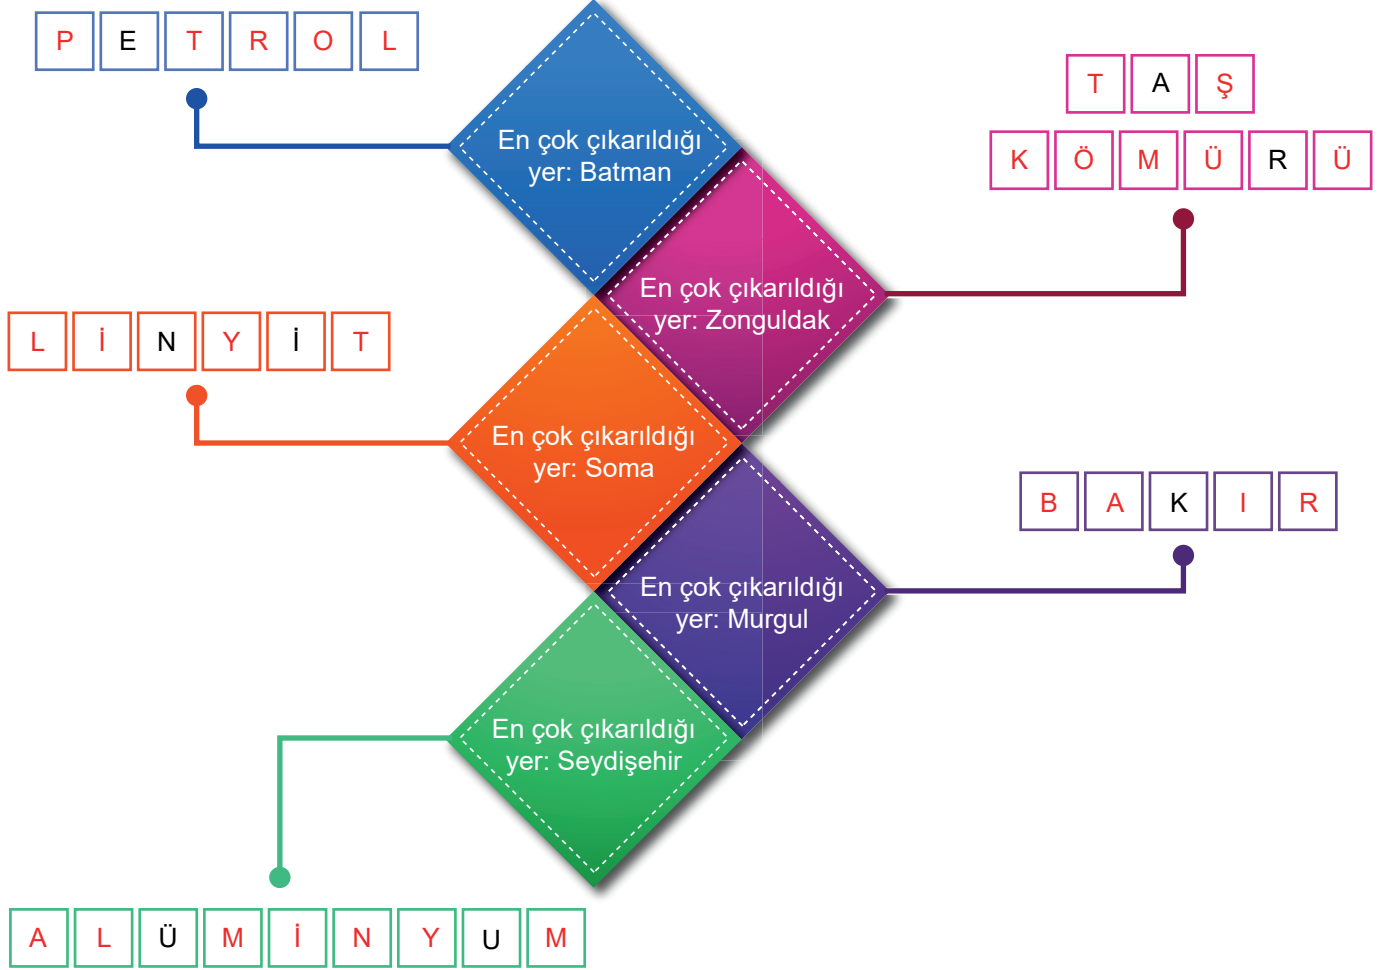 PETROL
En çok çıkarıldığı
yer: Batman
TAŞ
KÖMÜRÜ
En çok çıkarıldığı
yer: Zonguldak
LİNYİT
En çok çıkarıldığı
yer: Soma
BAKIR
En çok çıkarıldığı
yer: Murgul
En çok çıkarıldığı
yer: Seydişehir
ALÜMİNYUM